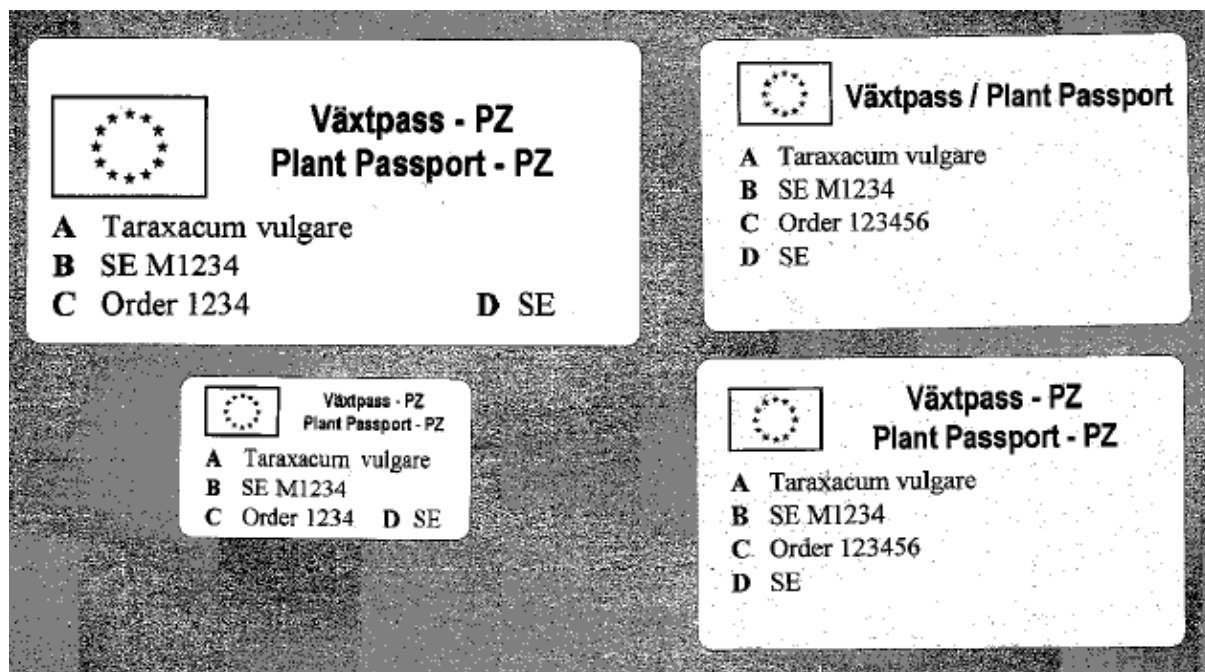 Växtpass - PZ
Plant Passport - PZ
A Taraxacum vulgare
B SE M1234
C Order 1234 D SE
Växtpass / Plant Passport
A Taraxacum vulgare
B SE M1234
C Order 123456
D SE
Växtpass - PZ
Plant Passport - PZ
A Taraxacum vulgare
B SE M1234
C Order 1234 D SE
Växtpass - PZ
Plant Passport - PZ
A Taraxacum vulgare
B SE M1234
C Order 123456
D SE